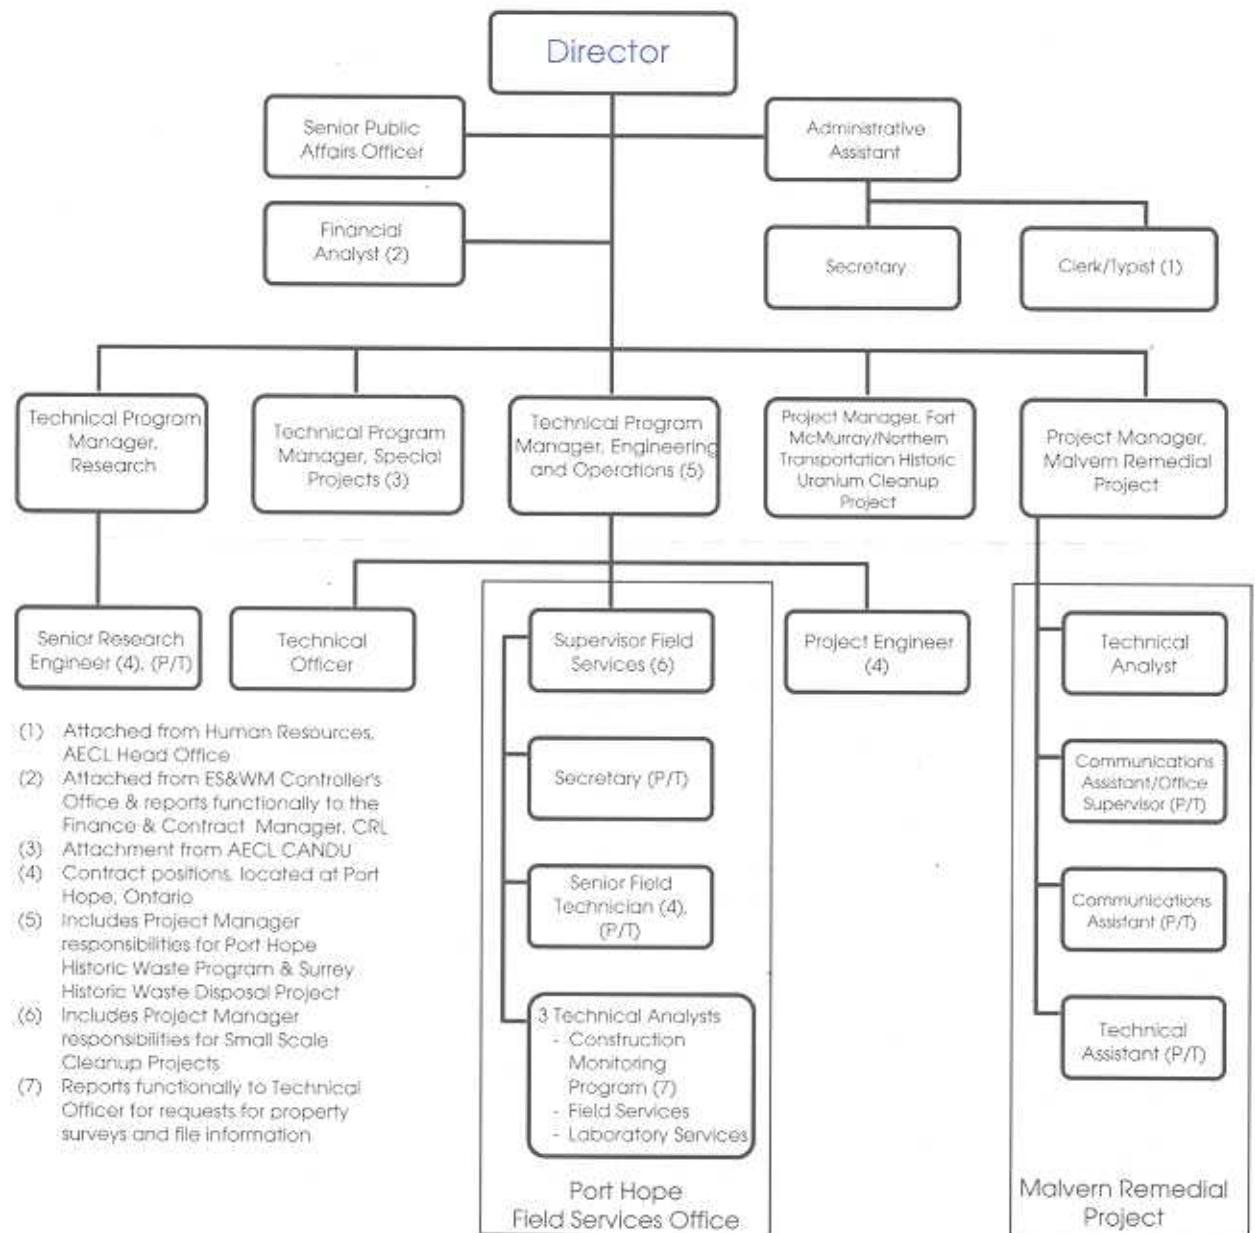 Director
Senior Public
Affairs Officer
Administrative
Assistant
Financial
Analyst (2)
Secretary
Clerk/Typist (1)
Technical Program
Manager,
Research
Technical Program
Manager, Special
Projects (3)
Technical Program
Manager, Engineering
and Operations (5)
Project Manager, Fort
McMurray/Northern
Transportation Historic
Uranium Cleanup
Project
Project Manager,
Malvern Remedial
Project
Senior Research
Engineer (4), (P/T)
Technical
Officer
Supervisor Field
Services (6)
Project Engineer
(4)
Technical
Analyst
Secretary (P/T)
Communications
Assistant/Office
Supervisor (P/T)
Senior Field
Technician (4),
(P/T)
Communications
Assistant (P/T)
3 Technical Analysts
- Construction
Monitoring
Program (7)
- Field Services
- Laboratory Services
Technical
Assistant (P/T)
Port Hope
Field Services Office
Malvern Remedial
Project
(1) Attached from Human Resources,
AECL Head Office
(2) Attached from ES&WM Controller's
Office & reports functionally to the
Finance & Contract Manager, CRL
(3) Attachment from AECL CANDU
(4) Contract positions, located at Port
Hope, Ontario
(5) Includes Project Manager
responsibilities for Port Hope
Historic Waste Program & Surrey
Historic Waste Disposal Project
(6) Includes Project Manager
responsibilities for Small Scale
Cleanup Projects
(7) Reports functionally to Technical
Officer for requests for property
surveys and file information